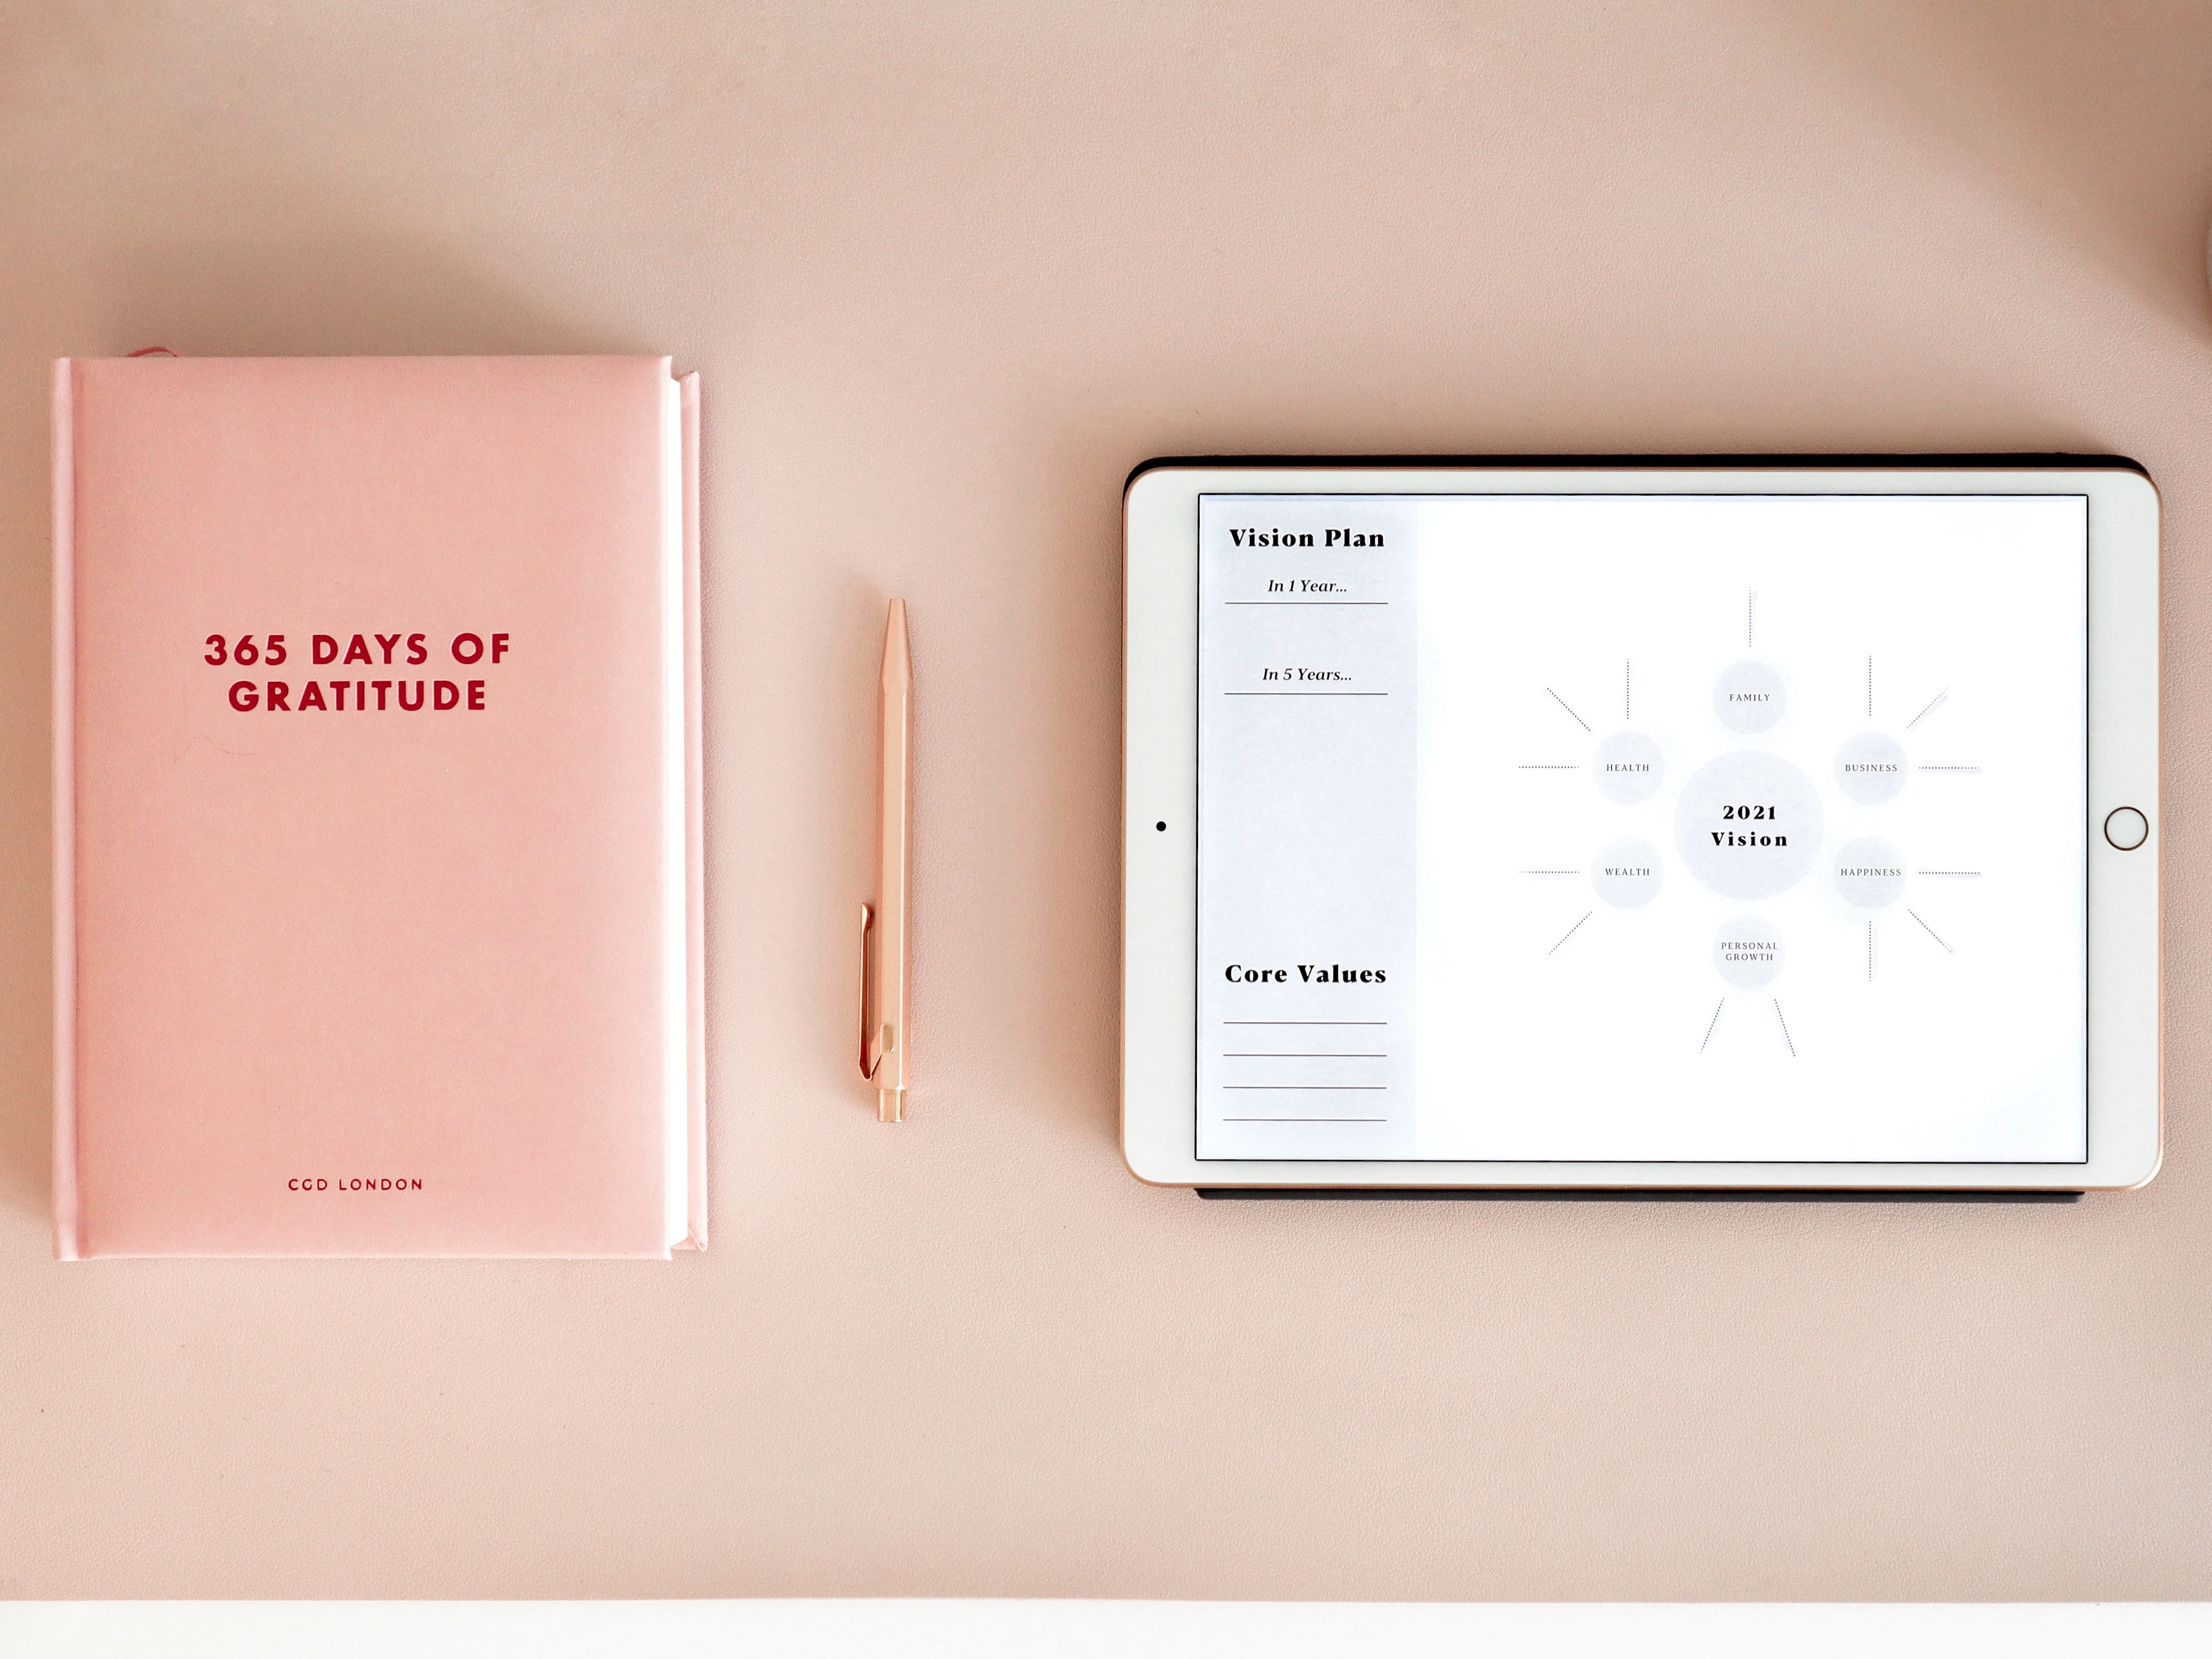 365 DAYS OF
GRATITUDE
CGD LONDON
Vision Plan
In 1 Year...
In 5 Years...
Core Values
FAMILY
HEALTH
BUSINESS
2021
Vision
WEALTH
HAPPINESS
PERSONAL
GROWTH